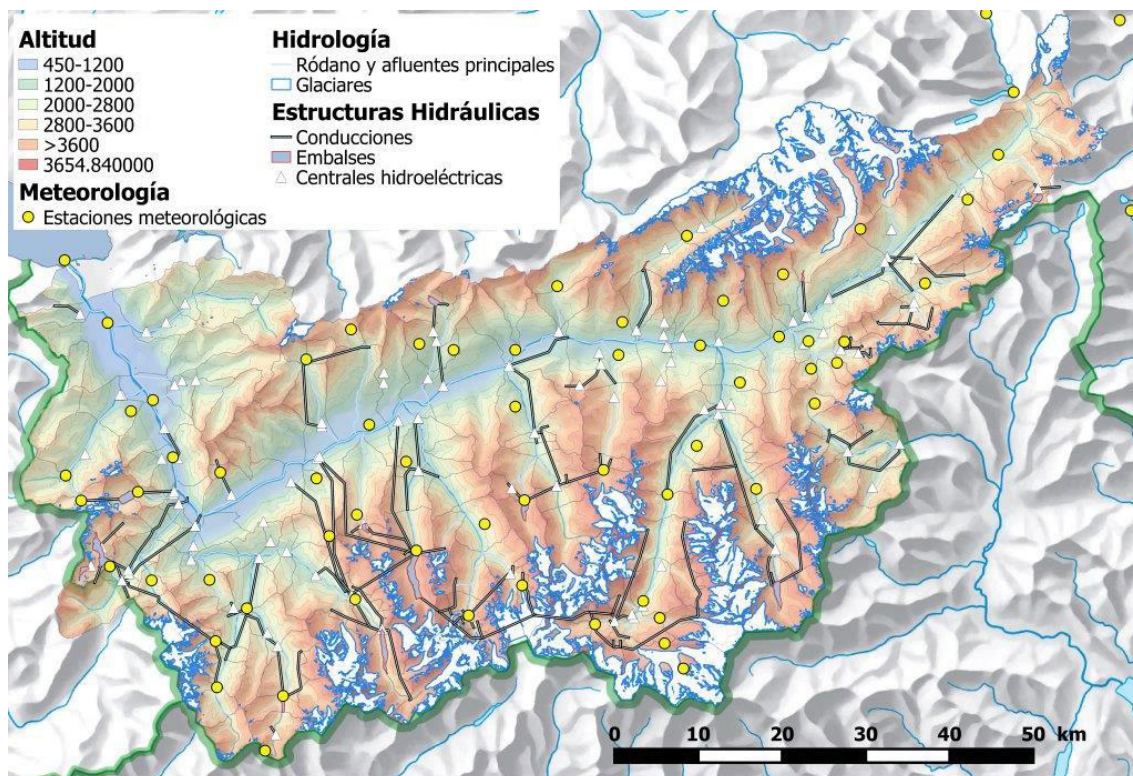 Altitud
450-1200
1200-2000
2000-2800
2800-3600
>3600
3654.840000
Meteorología
Estaciones meteorológicas
Hidrología
Ródano y afluentes principales
Glaciares
Estructuras Hidráulicas
Conducciones
Embalses
Centrales hidroeléctricas
0 10 20 30 40 50 km